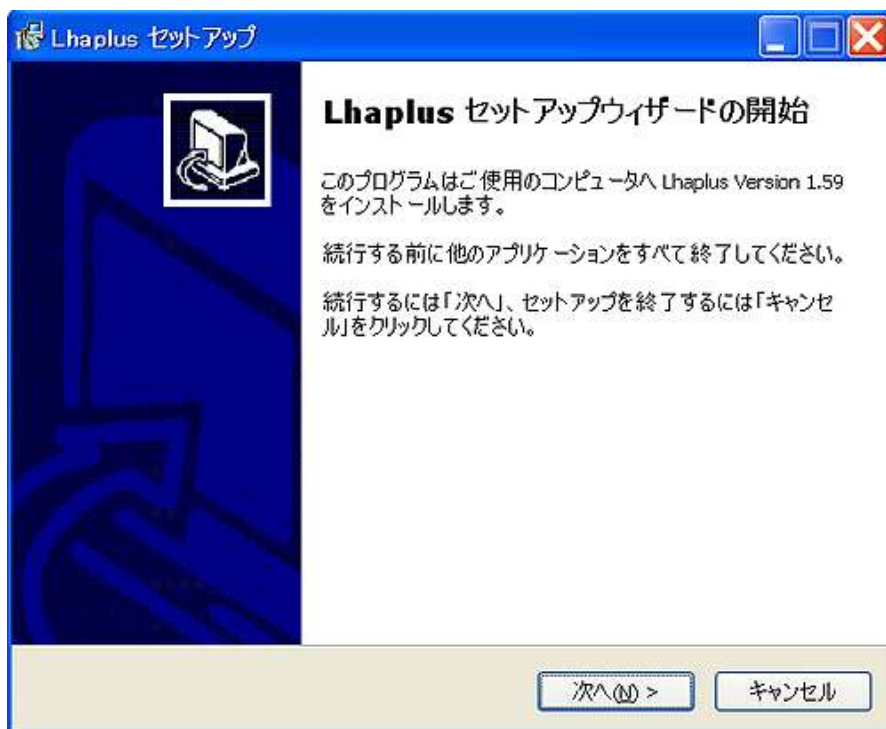 Lhaplus セットアップ
Lhaplus セットアップウィザードの開始
このプログラムはご使用のコンピュータへ Lhaplus Version 1.59
をインストールします。
続行する前に他のアプリケーションをすべて終了してください。
続行するには「次へ」、セットアップを終了するには「キャンセ
ル」をクリックしてください。
次へ(N) >
キャンセル